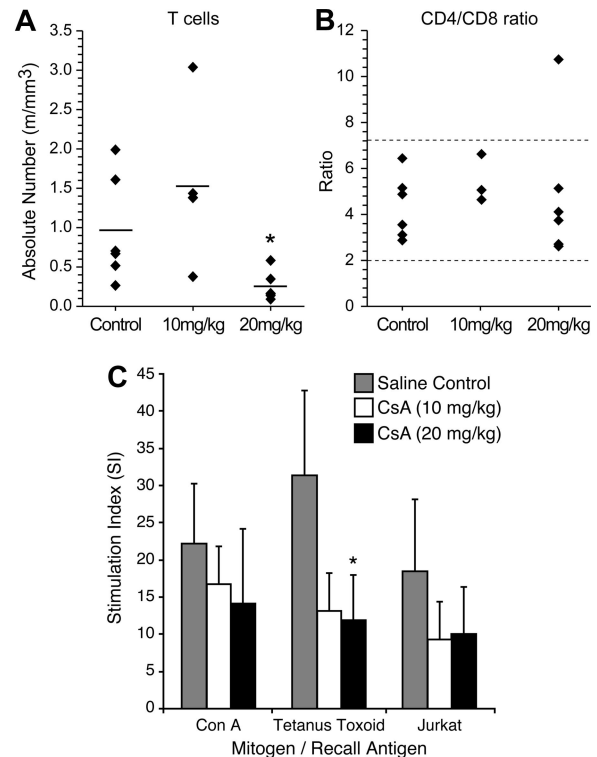 A
T cells
Absolute Number (m/mm3)
3.5
3.0
2.5
2.0
1.5
1.0
0.5
0.0
*
Control 10mg/kg 20mg/kg
B
CD4/CD8 ratio
Ratio
12
10
8
6
4
2
0
Control 10mg/kg 20mg/kg
C
Stimulation Index (SI)
45
40
35
30
25
20
15
10
5
0
Saline Control
CsA (10 mg/kg)
CsA (20 mg/kg)
*
Con A Tetanus Toxoid Jurkat
Mitogen / Recall Antigen